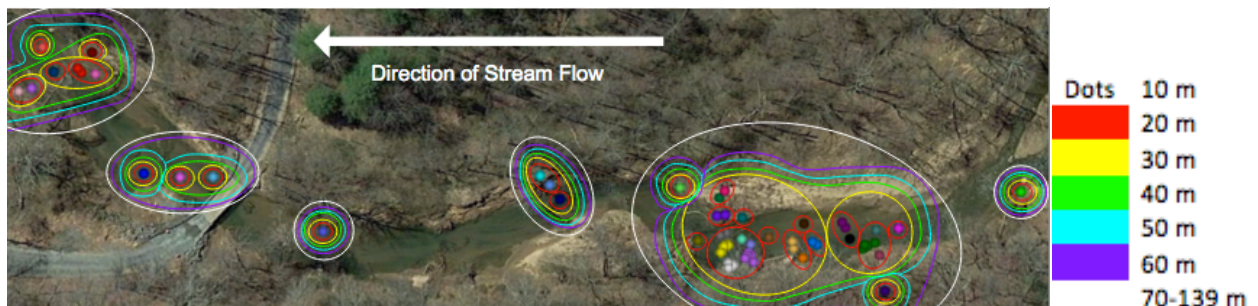 Direction of Stream Flow
Dots 10 m
20 m
30 m
40 m
50 m
60 m
70-139 m